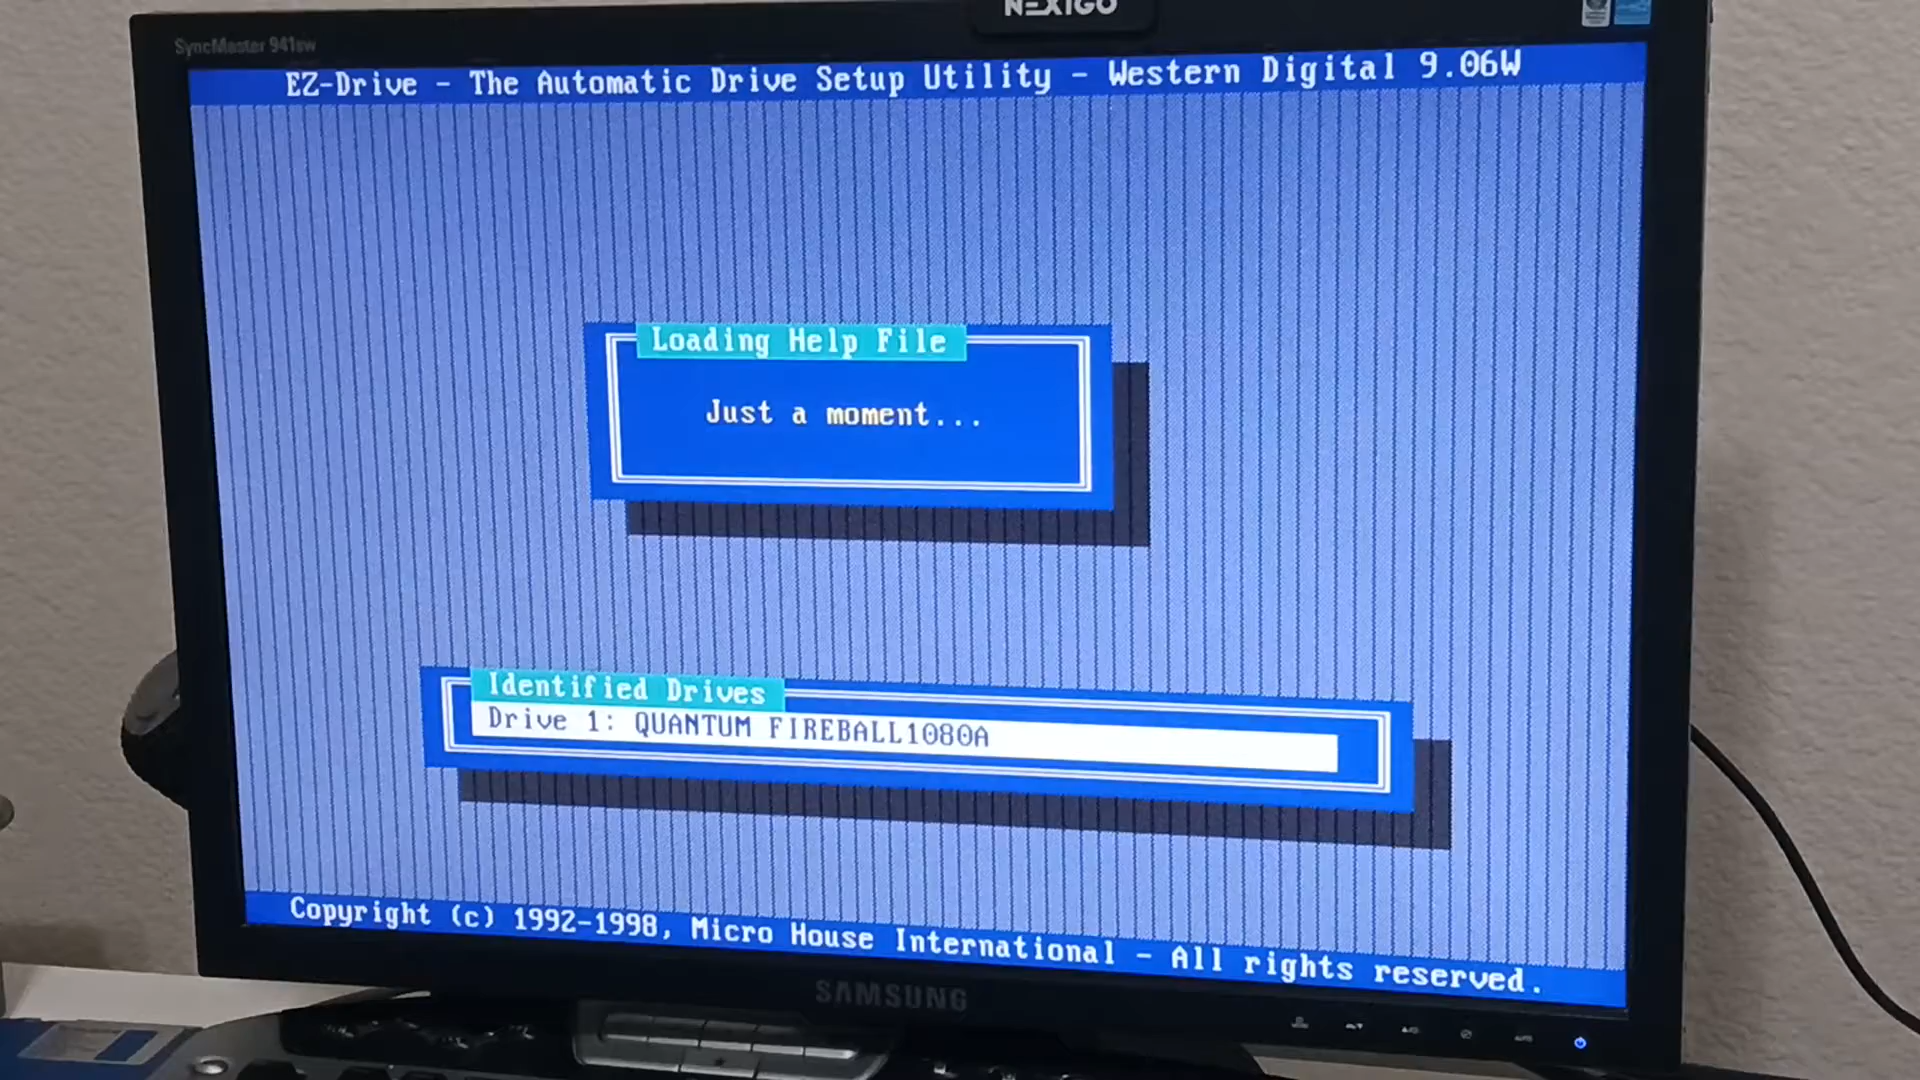 NEXIGO
SyncMaster 941BW
EZ-Drive - The Automatic Drive Setup Utility - Western Digital 9.06W
Loading Help File
Just a moment...
Identified Drives
Drive 1: QUANTUM FIREBALL1080A
Copyright (c) 1992-1998, Micro House International - All rights reserved.
SAMSUNG